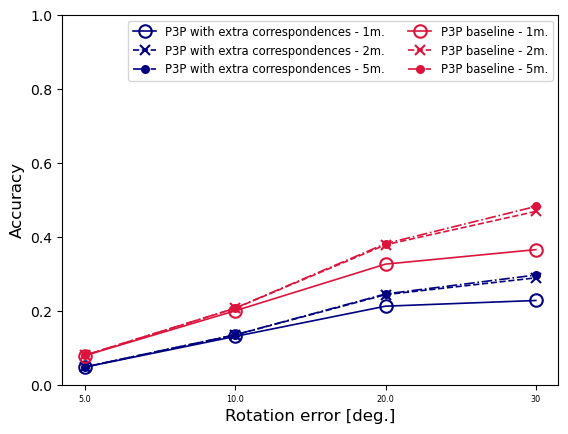 P3P with extra correspondences - 1m.
P3P with extra correspondences - 2m.
P3P with extra correspondences - 5m.
P3P baseline - 1m.
P3P baseline - 2m.
P3P baseline - 5m.
1.0
0.8
0.6
0.4
0.2
0.0
Accuracy
5.0 10.0 20.0 30
Rotation error [deg.]